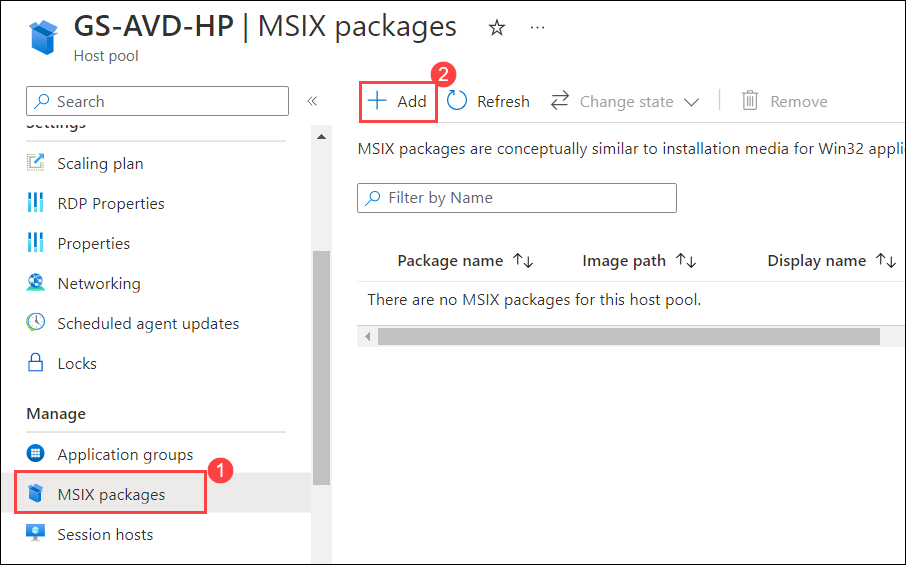 GS-AVD-HP | MSIX packages
Host pool
Search
Settings
Scaling plan
RDP Properties
Properties
Networking
Scheduled agent updates
Locks
Manage
Application groups
1
MSIX packages
Session hosts
2
Add Refresh Change state Remove
MSIX packages are conceptually similar to installation media for Win32 appli
Filter by Name
Package name Image path Display name
There are no MSIX packages for this host pool.